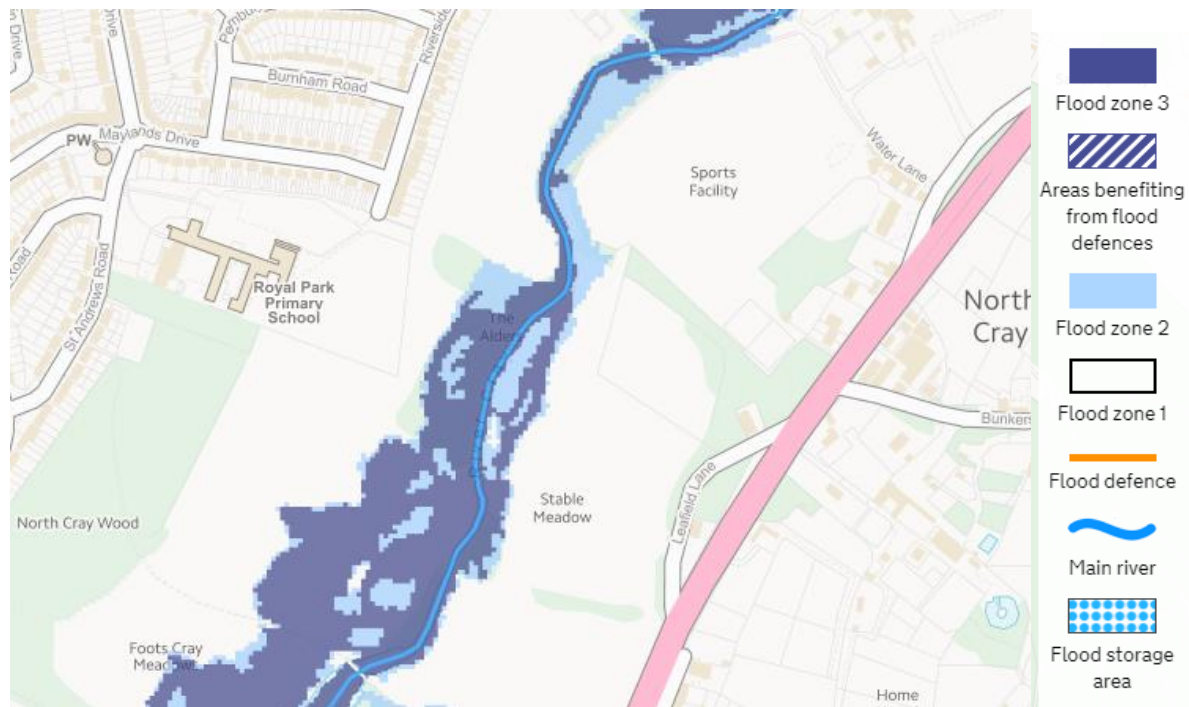 Drive
Drive
Pembu
Riverside
Burnham Road
PW
Maylands Drive
Road
St Andrews Road
Royal Park
Primary
School
Sports
Facility
Water Lane
North
Cray
The
Alders
Bunkers
Leafield Lane
Stable
Meadow
North Cray Wood
Foots Cray
Meadow
Home
Flood zone 3
Areas benefiting
from flood
defences
Flood zone 2
Flood zone 1
Flood defence
Main river
Flood storage
area